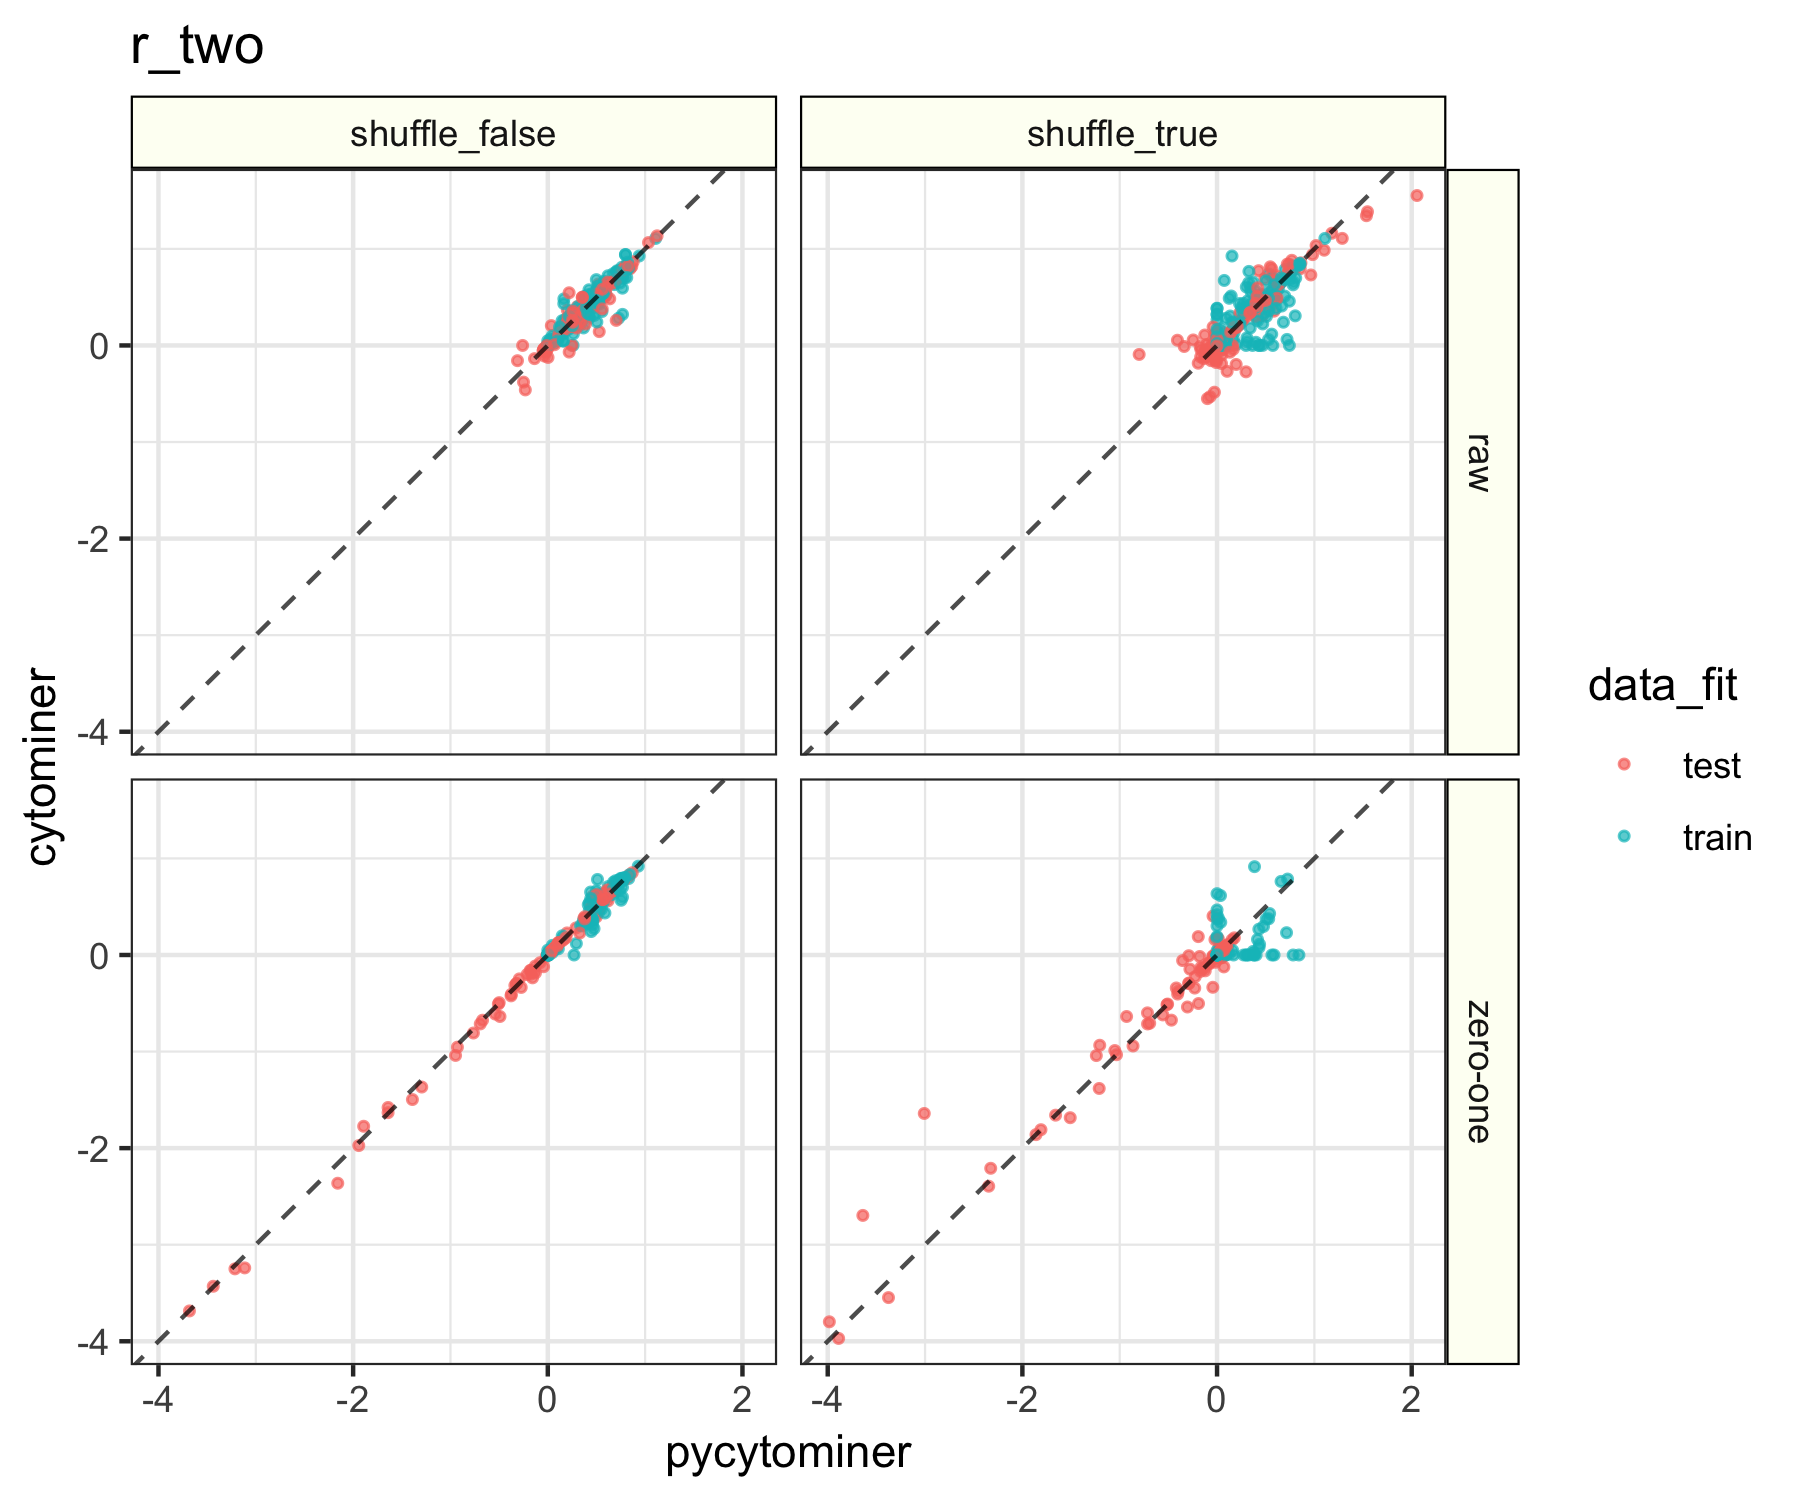 r_two
shuffle_false
shuffle_true
0
-2
-4
raw
cytominer
data_fit
test
train
0
-2
-4
zero-one
-4
-2
0
2
-4
-2
0
2
pycytominer